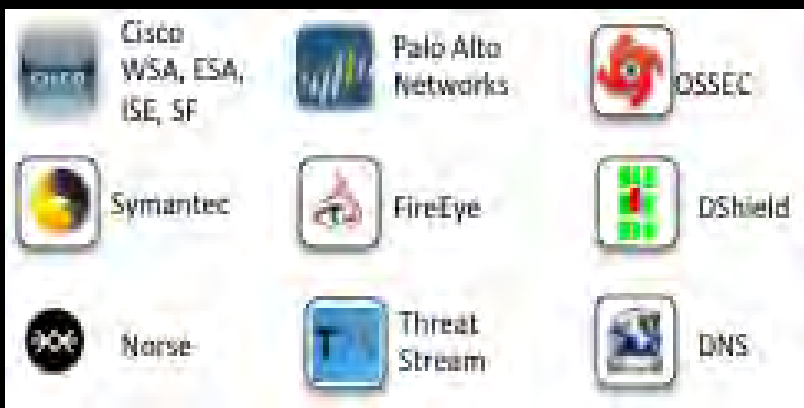 Cisco
WSA, ESA,
ISE, SF
Palo Alto
Networks
OSSEC
Symantec
FireEye
DShield
Norse
Threat
Stream
DNS